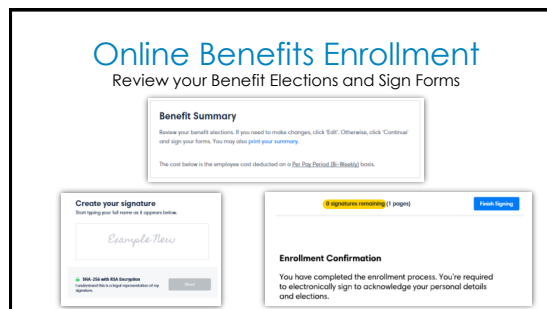 Online Benefits Enrollment
Review your Benefit Elections and Sign Forms
Benefit Summary
Review your benefit elections. If you need to make changes, click 'Edit'. Otherwise, click 'Continue'
and sign your forms. You may also print your summary.
The cost below is the employee cost deducted on a Per Pay Period (Bi-Weekly) basis.
Create your signature
Start typing your full name as it appears below.
Example New
SHA-256 with RSA Encryption
I understand this is a legal representation of my
signature.
0 signatures remaining (1 pages)
Finish Signing
Enrollment Confirmation
You have completed the enrollment process. You're required
to electronically sign to acknowledge your personal details
and elections.